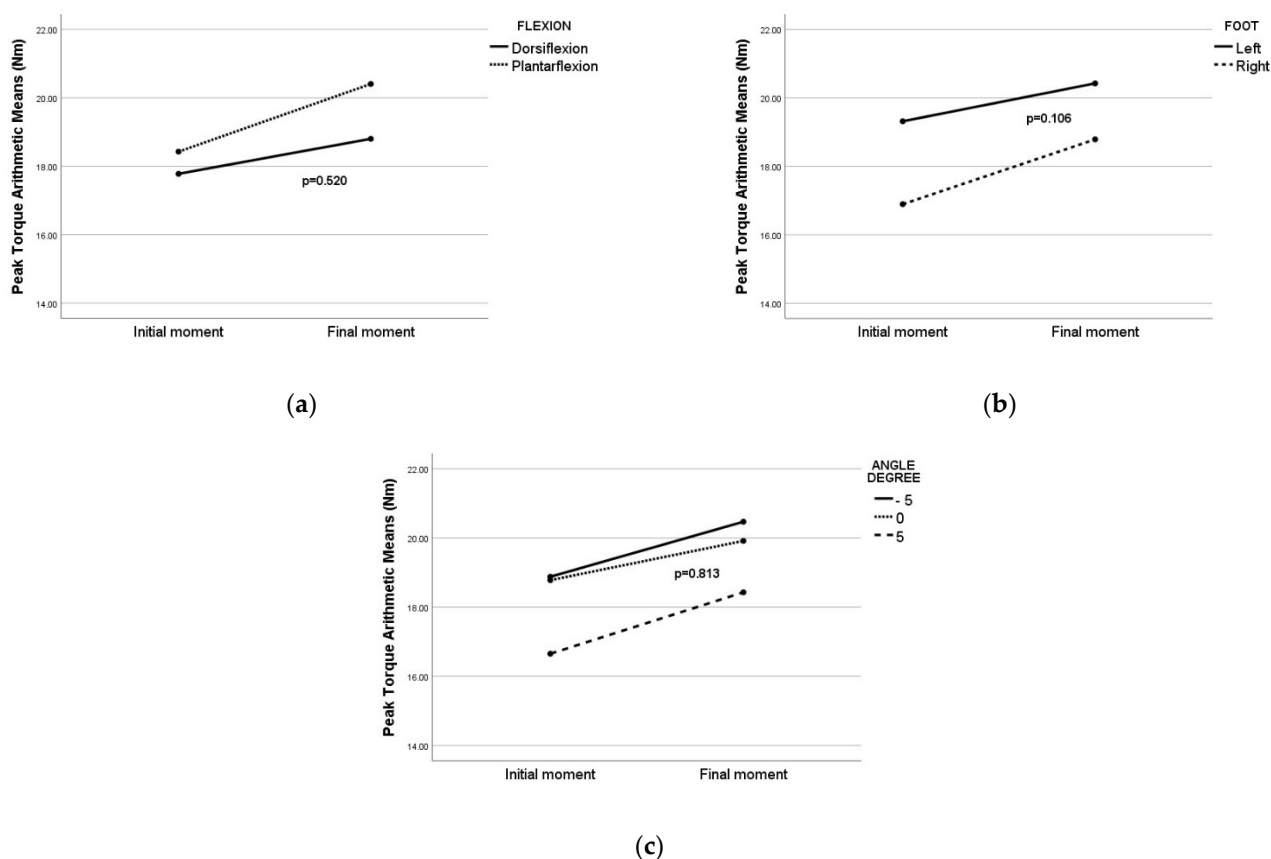 Peak Torque Arithmetic Means (Nm)
22.00
20.00
18.00
16.00
14.00
FLEXION
Dorsiflexion
Plantarflexion
p=0.520
Initial moment
Final moment
(a)
Peak Torque Arithmetic Means (Nm)
22.00
20.00
18.00
16.00
14.00
FOOT
Left
Right
p=0.106
Initial moment
Final moment
(b)
Peak Torque Arithmetic Means (Nm)
22.00
20.00
18.00
16.00
14.00
ANGLE
DEGREE
- 5
0
5
p=0.813
Initial moment
Final moment
(c)